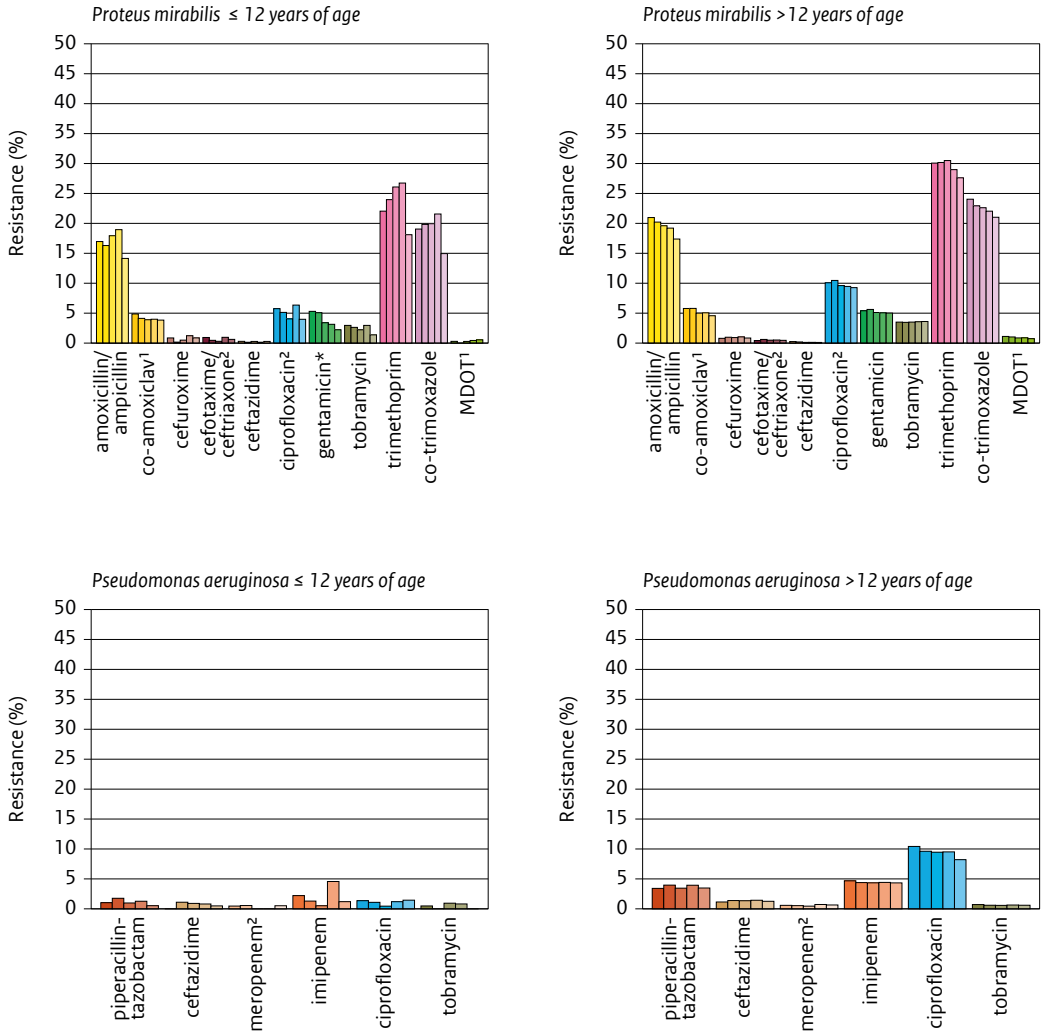 Proteus mirabilis ≤ 12 years of age
50
45
40
35
30
25
20
15
10
5
0
Resistance (%)
amoxicillin/
ampicillin
co-amoxiclav¹
cefuroxime
cefotaxime/
ceftriaxone²
ceftazidime
ciprofloxacin²
gentamicin*
tobramycin
trimethoprim
co-trimoxazole
MDOT¹
Proteus mirabilis >12 years of age
50
45
40
35
30
25
20
15
10
5
0
Resistance (%)
amoxicillin/
ampicillin
co-amoxiclav¹
cefuroxime
cefotaxime/
ceftriaxone²
ceftazidime
ciprofloxacin²
gentamicin
tobramycin
trimethoprim
co-trimoxazole
MDOT¹
Pseudomonas aeruginosa ≤ 12 years of age
50
45
40
35
30
25
20
15
10
5
0
Resistance (%)
piperacillin-
tazobactam
ceftazidime
meropenem²
imipenem
ciprofloxacin
tobramycin
Pseudomonas aeruginosa >12 years of age
50
45
40
35
30
25
20
15
10
5
0
Resistance (%)
piperacillin-
tazobactam
ceftazidime
meropenem²
imipenem
ciprofloxacin
tobramycin